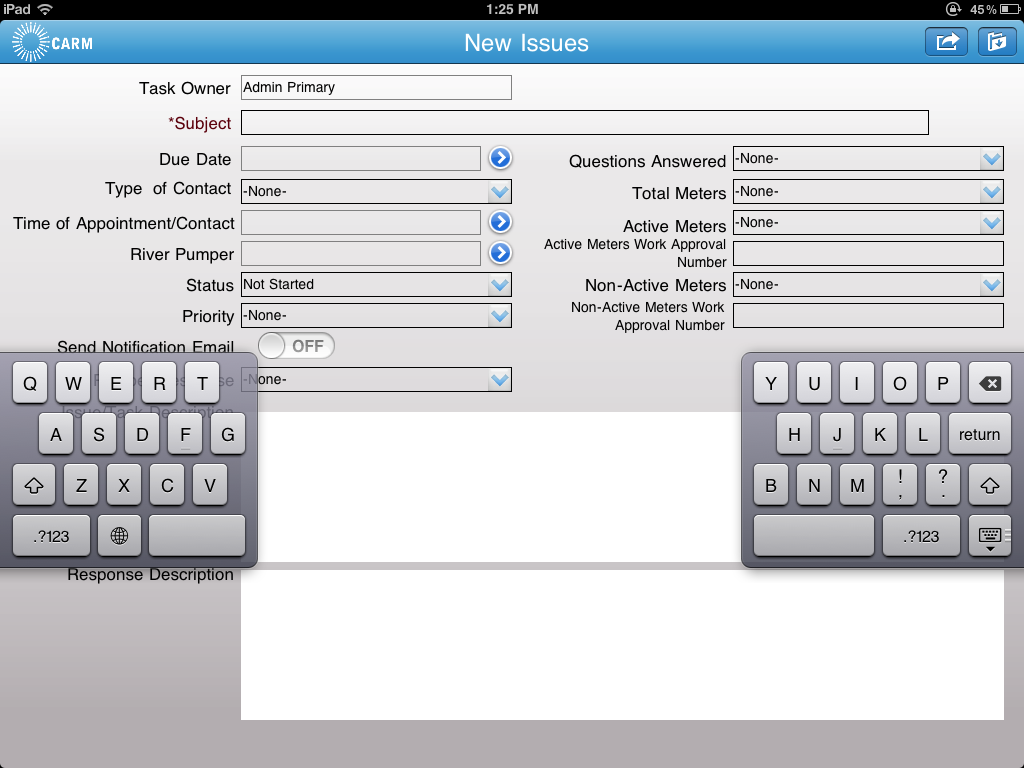 iPad 1:25 PM 45%
CARM New Issues
Task Owner Admin Primary
*Subject
Due Date
Questions Answered -None-
Type of Contact -None-
Total Meters -None-
Time of Appointment/Contact
Active Meters -None-
River Pumper
Active Meters Work Approval
Number
Status Not Started
Non-Active Meters -None-
Priority -None-
Non-Active Meters Work
Approval Number
Send Notification Email OFF
-None-
Issue/Task Description
Q W E R T Y U I O P
A S D F G H J K L return
Z X C V B N M ! , ? .
.?123 .?123
Response Description